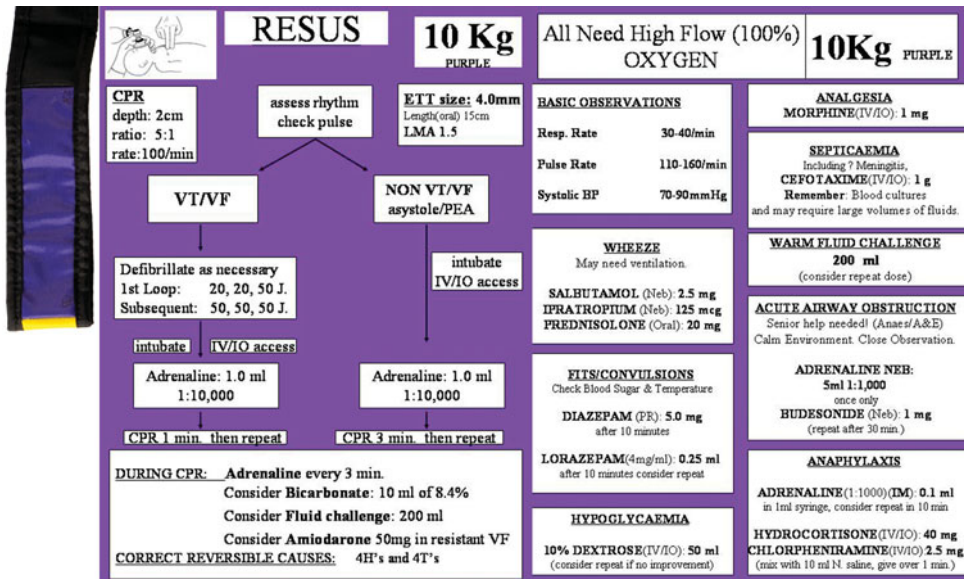 RESUS
10 Kg
PURPLE
CPR
depth: 2cm
ratio: 5:1
rate:100/min
assess rhythm
check pulse
ETT size: 4.0mm
Length(oral) 15cm
LMA 1.5
VT/VF
NON VT/VF
asystole/PEA
Defibrillate as necessary
1st Loop: 20, 20, 50 J.
Subsequent: 50, 50, 50 J.
intubate
IV/IO access
intubate
IV/IO access
Adrenaline: 1.0 ml
1:10,000
Adrenaline: 1.0 ml
1:10,000
CPR 1 min. then repeat
CPR 3 min. then repeat
DURING CPR: Adrenaline every 3 min.
Consider Bicarbonate: 10 ml of 8.4%
Consider Fluid challenge: 200 ml
Consider Amiodarone 50mg in resistant VF
CORRECT REVERSIBLE CAUSES: 4H's and 4T's
All Need High Flow (100%)
OXYGEN
10Kg PURPLE
BASIC OBSERVATIONS
Resp. Rate 30-40/min
Pulse Rate 110-160/min
Systolic BP 70-90mmHg
WHEEZE
May need ventilation.
SALBUTAMOL (Neb): 2.5 mg
IPRATROPIUM (Neb): 125 mcg
PREDNISOLONE (Oral): 20 mg
FITS/CONVULSIONS
Check Blood Sugar & Temperature
DIAZEPAM (PR): 5.0 mg
after 10 minutes
LORAZEPAM(4mg/ml): 0.25 ml
after 10 minutes consider repeat
HYPOGLYCAEMIA
10% DEXTROSE(IV/IO): 50 ml
(consider repeat if no improvement)
ANALGESIA
MORPHINE(IV/IO): 1 mg
SEPTICAEMIA
Including ? Meningitis,
CEFOTAXIME(IV/IO): 1 g
Remember: Blood cultures
and may require large volumes of fluids.
WARM FLUID CHALLENGE
200 ml
(consider repeat dose)
ACUTE AIRWAY OBSTRUCTION
Senior help needed! (Anaes/A&E)
Calm Environment. Close Observation.
ADRENALINE NEB:
5ml 1:1,000
once only
BUDESONIDE (Neb): 1 mg
(repeat after 30 min.)
ANAPHYLAXIS
ADRENALINE(1:1000)(IM): 0.1 ml
in 1ml syringe, consider repeat in 10 min
HYDROCORTISONE(IV/IO): 40 mg
CHLORPHENIRAMINE(IV/IO):2.5 mg
(mix with 10 ml N. saline, give over 1 min.)